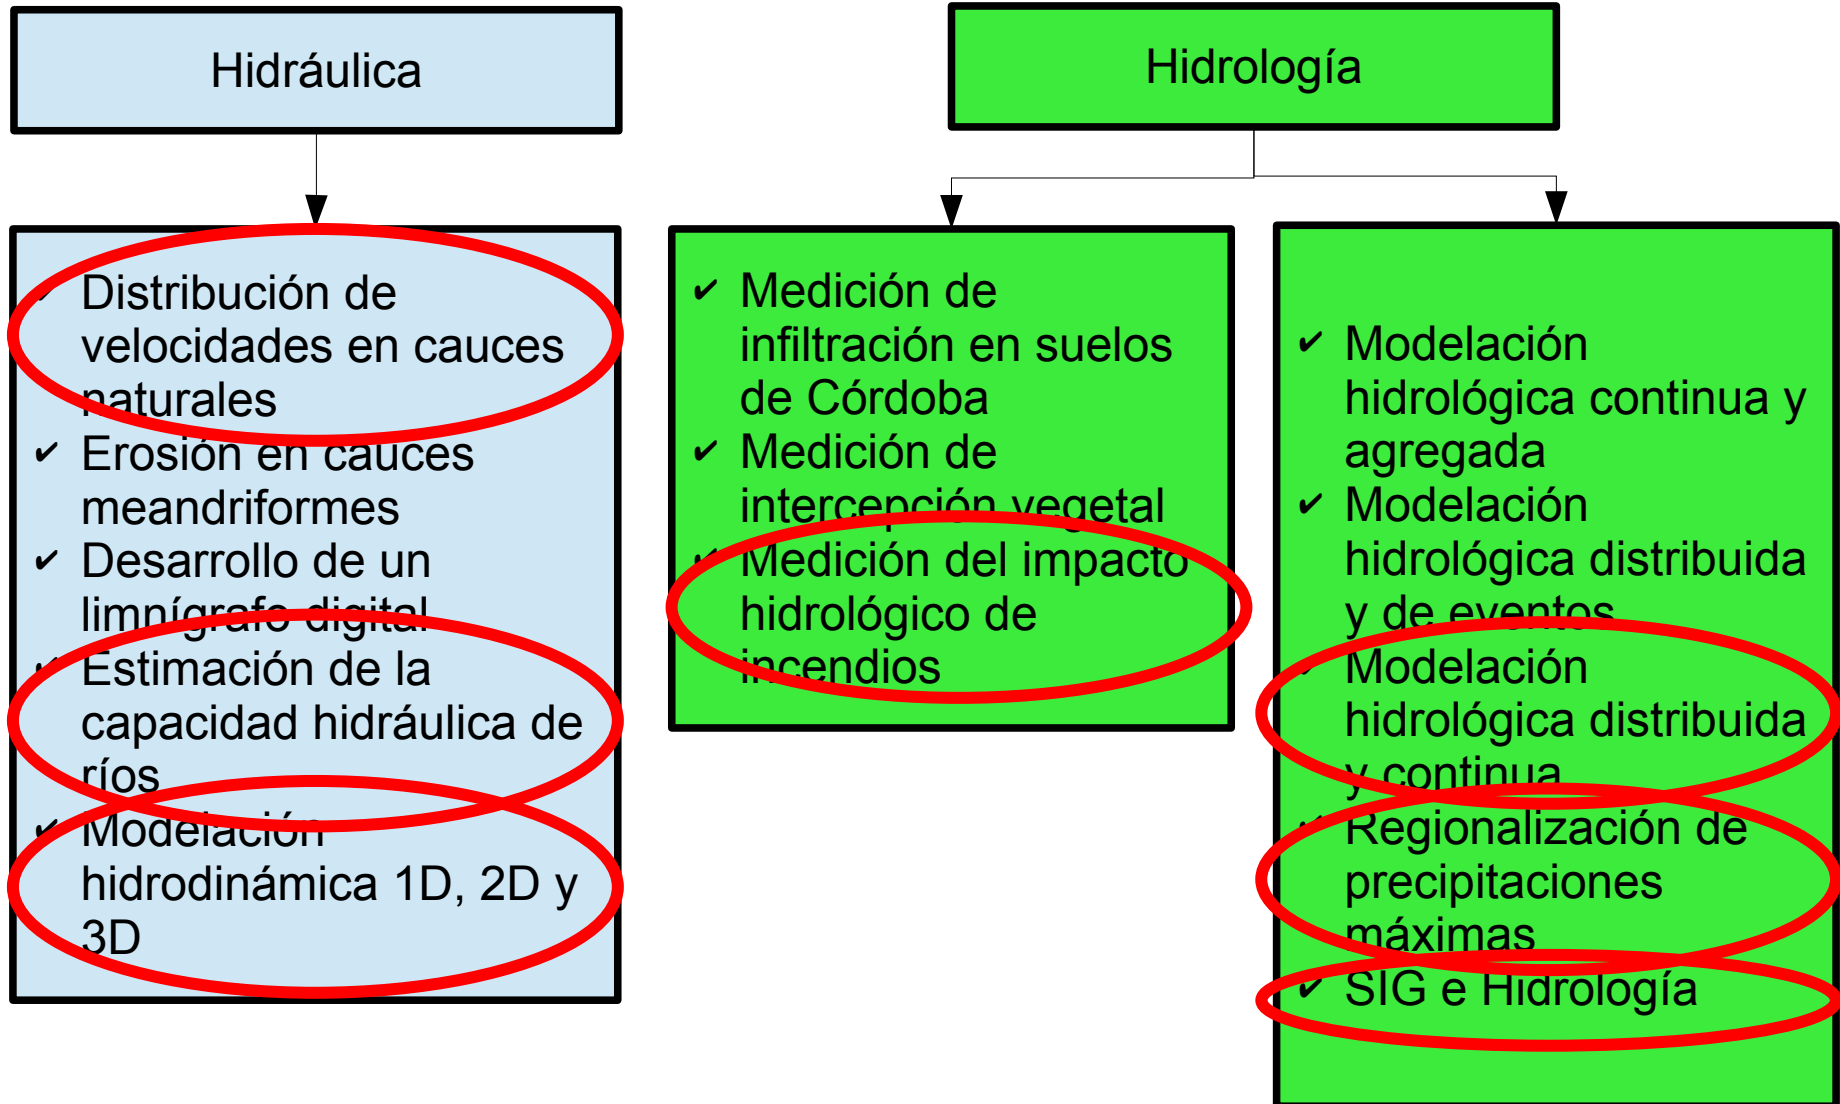 Hidráulica
Hidrología
✔ Distribución de
velocidades en cauces
naturales
✔ Erosión en cauces
meandriformes
✔ Desarrollo de un
limnígrafo digital
✔ Estimación de la
capacidad hidráulica de
ríos
✔ Modelación
hidrodinámica 1D, 2D y
3D
✔ Medición de
infiltración en suelos
de Córdoba
✔ Medición de
intercepción vegetal
✔ Medición del impacto
hidrológico de
incendios
✔ Modelación
hidrológica continua y
agregada
✔ Modelación
hidrológica distribuida
y de eventos
✔ Modelación
hidrológica distribuida
y continua
✔ Regionalización de
precipitaciones
máximas
✔ SIG e Hidrología